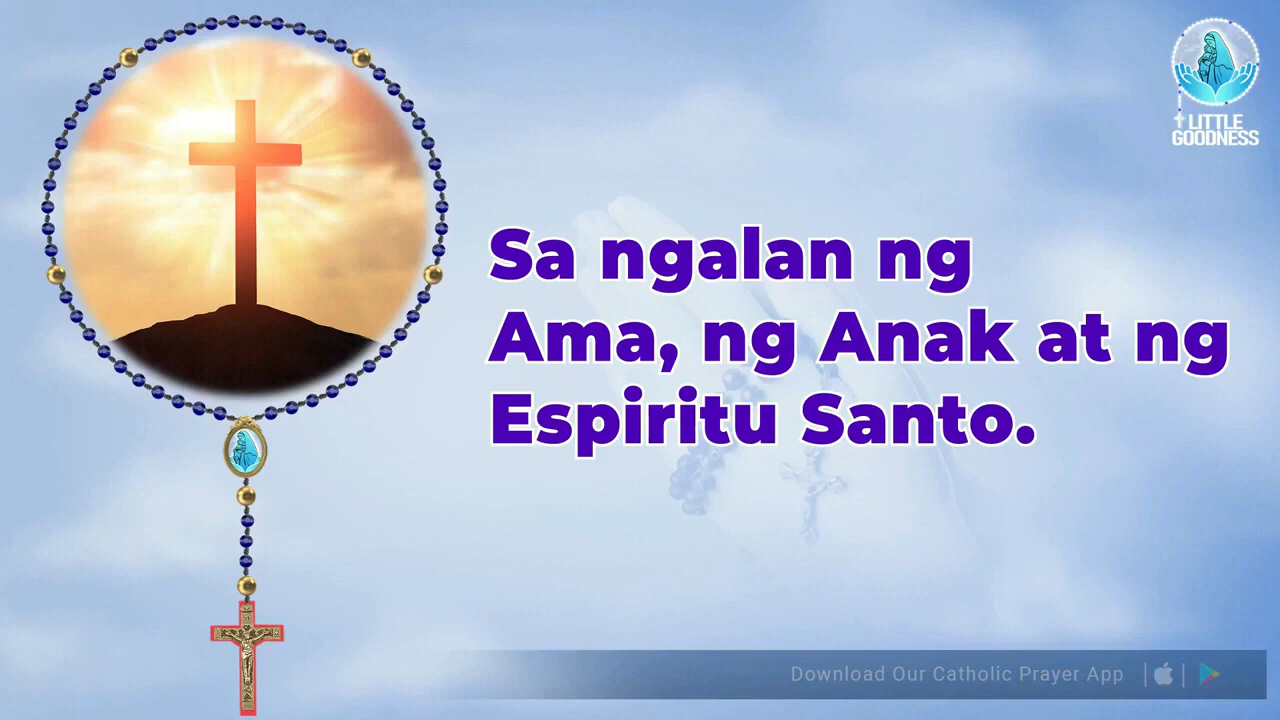 LITTLE
GOODNESS
Sa ngalan ng
Ama, ng Anak at ng
Espiritu Santo.
Download Our Catholic Prayer App